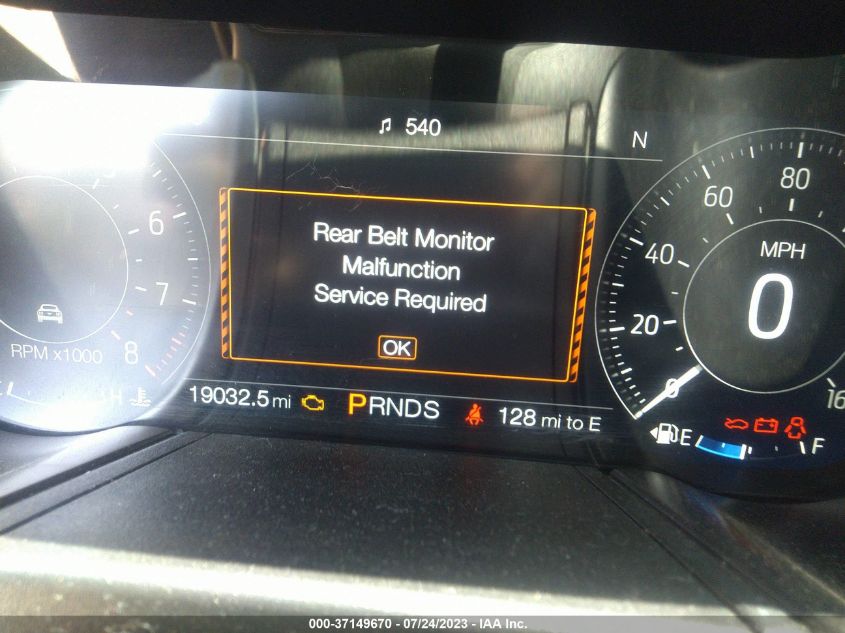 540
N
Rear Belt Monitor
Malfunction
Service Required
OK
6
7
8
RPM x1000
H
19032.5 mi
PRNDS
128 mi to E
0
20
40
60
80
MPH
0
E
F
000-37149670 - 07/24/2023 - IAA Inc.